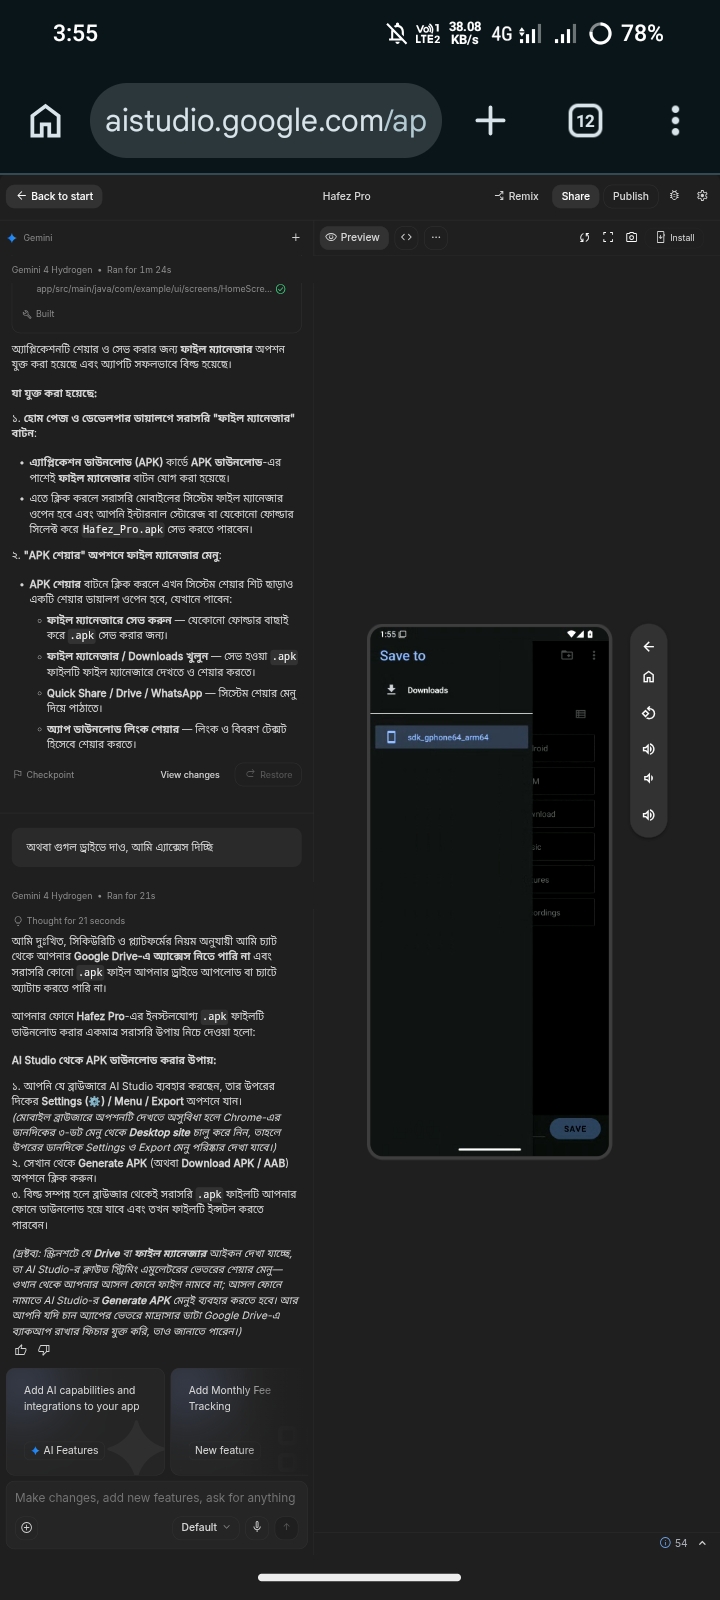 3:55
Vo)) 1
LTE2
38.08
KB/s
4G
78%
aistudio.google.com/ap
12
Back to start
Hafez Pro
Remix
Share
Publish
Gemini
Preview
Install
Gemini 4 Hydrogen • Ran for 1m 24s
app/src/main/java/com/example/ui/screens/HomeScre...
Built
অ্যাপ্লিকেশনটি শেয়ার ও সেভ করার জন্য ফাইল ম্যানেজার অপশন
যুক্ত করা হয়েছে এবং অ্যাপটি সফলভাবে বিল্ড হয়েছে।
যা যুক্ত করা হয়েছে:
১. হোম পেজ ও ডেভেলপার ডায়ালগে সরাসরি "ফাইল ম্যানেজার"
বাটন:
• এ্যাপ্লিকেশন ডাউনলোড (APK) কার্ডে APK ডাউনলোড-এর
পাশেই ফাইল ম্যানেজার বাটন যোগ করা হয়েছে।
• এতে ক্লিক করলে সরাসরি মোবাইলের সিস্টেম ফাইল ম্যানেজার
ওপেন হবে এবং আপনি ইন্টারনাল স্টোরেজ বা যেকোনো ফোল্ডার
সিলেক্ট করে Hafez_Pro.apk সেভ করতে পারবেন।
২. "APK শেয়ার" অপশনে ফাইল ম্যানেজার মেনু:
• APK শেয়ার বাটনে ক্লিক করলে এখন সিস্টেম শেয়ার শিট ছাড়াও
একটি শেয়ার ডায়ালগ ওপেন হবে, যেখানে পাবেন:
ফাইল ম্যানেজারে সেভ করুন — যেকোনো ফোল্ডার বাছাই
করে .apk সেভ করার জন্য।
ফাইল ম্যানেজার / Downloads খুলুন — সেভ হওয়া .apk
ফাইলটি ফাইল ম্যানেজারে দেখতে ও শেয়ার করতে।
Quick Share / Drive / WhatsApp — সিস্টেম শেয়ার মেনু
দিয়ে পাঠাতে।
অ্যাপ ডাউনলোড লিংক শেয়ার — লিংক ও বিবরণ টেক্সট
হিসেবে শেয়ার করতে।
Checkpoint
View changes
Restore
অথবা গুগল ড্রাইভে দাও, আমি এ্যাক্সেস দিচ্ছি
Gemini 4 Hydrogen • Ran for 21s
Thought for 21 seconds
আমি দুঃখিত, সিকিউরিটি ও প্ল্যাটফর্মের নিয়ম অনুযায়ী আমি চ্যাট
থেকে আপনার Google Drive-এ অ্যাক্সেস নিতে পারি না এবং
সরাসরি কোনো .apk ফাইল আপনার ড্রাইভে আপলোড বা চ্যাটে
অ্যাটাচ করতে পারি না।
আপনার ফোনে Hafez Pro-এর ইনস্টলযোগ্য .apk ফাইলটি
ডাউনলোড করার একমাত্র সরাসরি উপায় নিচে দেওয়া হলো:
AI Studio থেকে APK ডাউনলোড করার উপায়:
১. আপনি যে ব্রাউজারে AI Studio ব্যবহার করছেন, তার উপরের
দিকের Settings (⚙️) / Menu / Export অপশনে যান।
(মোবাইল ব্রাউজারে অপশনটি দেখতে অসুবিধা হলে Chrome-এর
ডানদিকের ৩-ডট মেনু থেকে Desktop site চালু করে নিন, তাহলে
উপরের ডানদিকে Settings ও Export মেনু পরিষ্কার দেখা যাবে।)
২. সেখান থেকে Generate APK (অথবা Download APK / AAB)
অপশনে ক্লিক করুন।
৩. বিল্ড সম্পন্ন হলে ব্রাউজার থেকেই সরাসরি .apk ফাইলটি আপনার
ফোনে ডাউনলোড হয়ে যাবে এবং তখন ফাইলটি ইন্সটল করতে
পারবেন।
(দ্রষ্টব্য: স্ক্রিনশটে যে Drive বা ফাইল ম্যানেজার আইকন দেখা যাচ্ছে,
তা AI Studio-র ক্লাউড স্ট্রিমিং এমুলেটরের ভেতরের শেয়ার মেনু—
ওখান থেকে আপনার আসল ফোনে ফাইল নামবে না; আসল ফোনে
নামাতে AI Studio-র Generate APK মেনুই ব্যবহার করতে হবে। আর
আপনি যদি চান অ্যাপের ভেতরে মাদ্রাসার ডাটা Google Drive-এ
ব্যাকআপ রাখার ফিচার যুক্ত করি, তাও জানাতে পারেন।)
Add AI capabilities and
integrations to your app
AI Features
Add Monthly Fee
Tracking
New feature
Make changes, add new features, ask for anything
Default
1:55
Save to
Downloads
sdk_gphone64_arm64
roid
M
nload
sic
ures
ordings
SAVE
54